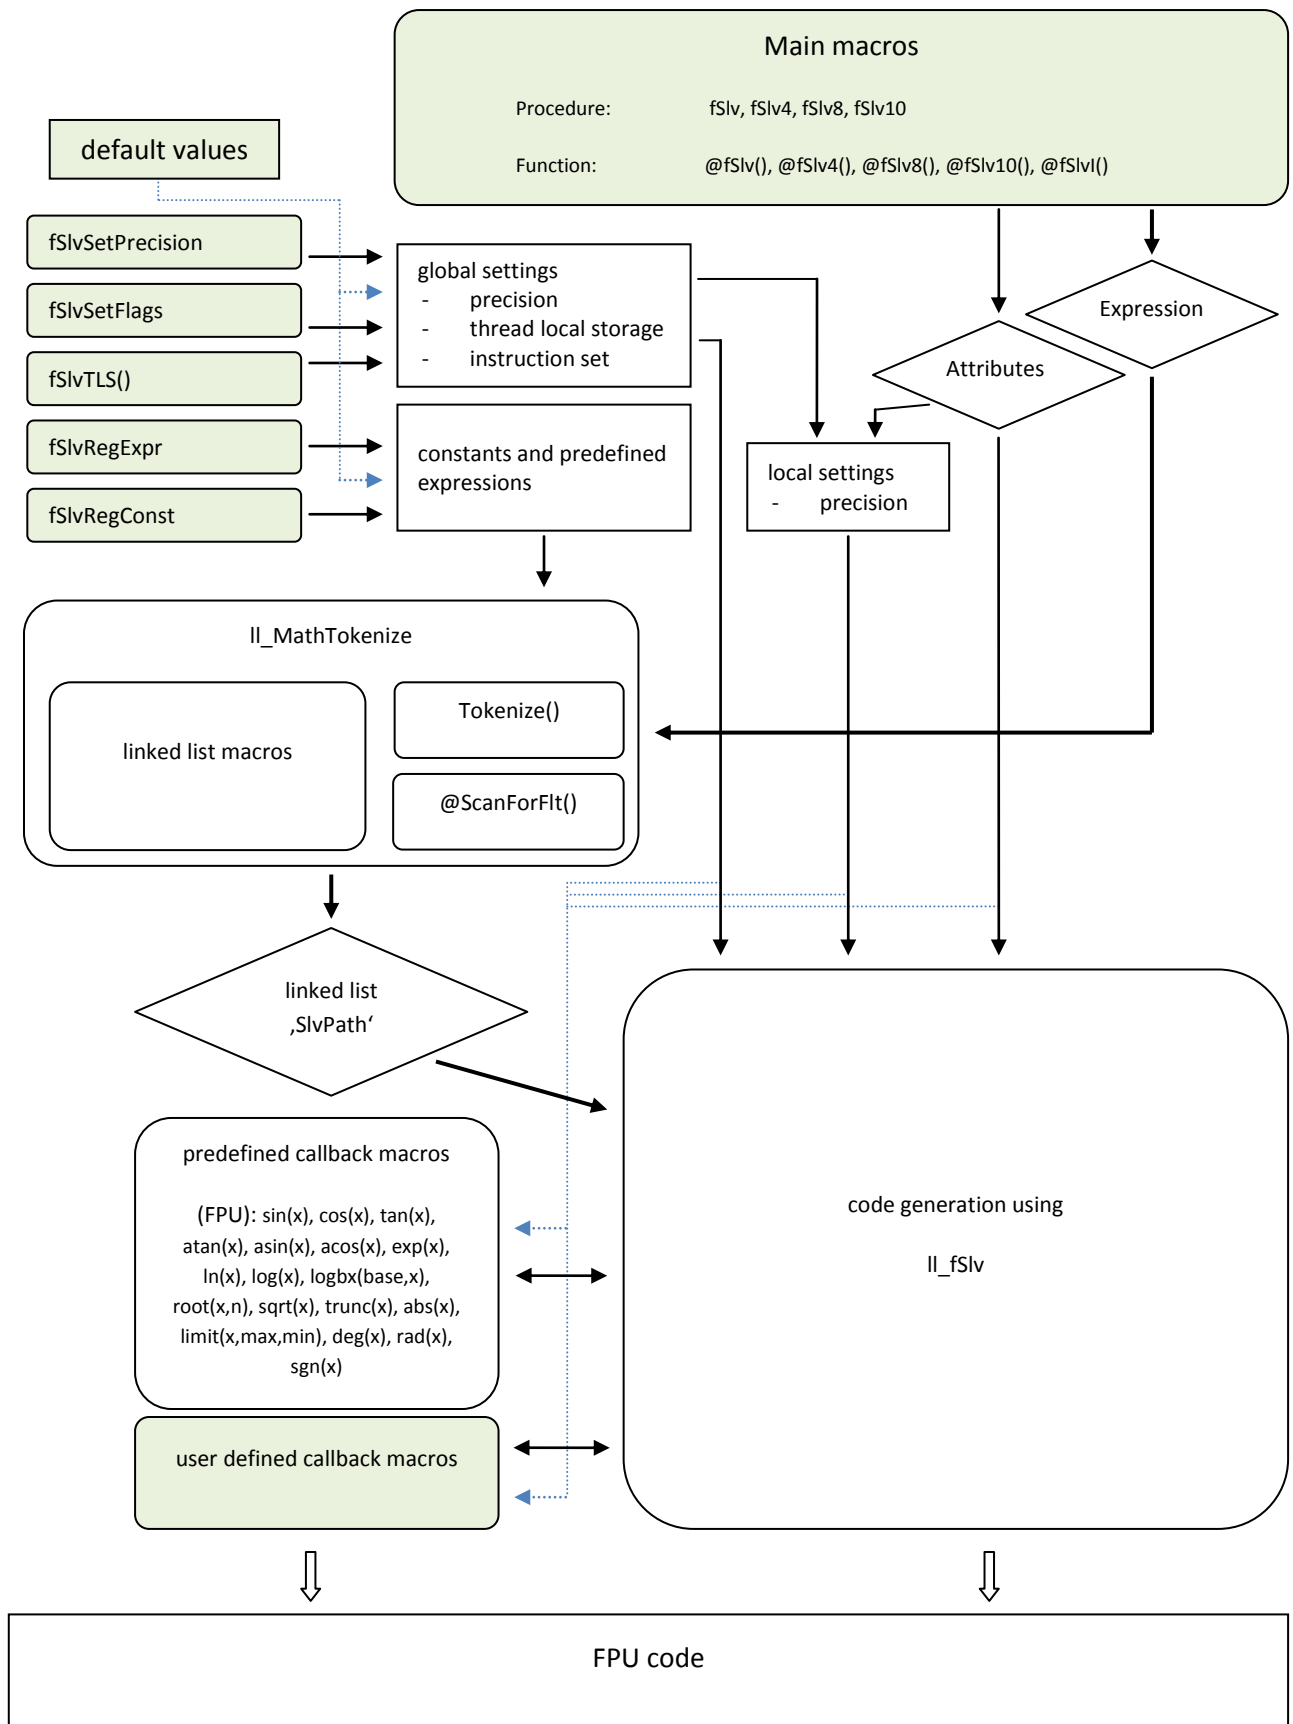 Main macros
Procedure: fSlv, fSlv4, fSlv8, fSlv10
Function: @fSlv(), @fSlv4(), @fSlv8(), @fSlv10(), @fSlvI()
default values
fSlvSetPrecision
fSlvSetFlags
fSlvTLS()
fSlvRegExpr
fSlvRegConst
global settings
- precision
- thread local storage
- instruction set
constants and predefined
expressions
Expression
Attributes
local settings
- precision
ll_MathTokenize
linked list macros
Tokenize()
@ScanForFlt()
linked list
‚SlvPath‘
predefined callback macros
(FPU): sin(x), cos(x), tan(x),
atan(x), asin(x), acos(x), exp(x),
ln(x), log(x), logbx(base,x),
root(x,n), sqrt(x), trunc(x), abs(x),
limit(x,max,min), deg(x), rad(x),
sgn(x)
user defined callback macros
code generation using
ll_fSlv
FPU code